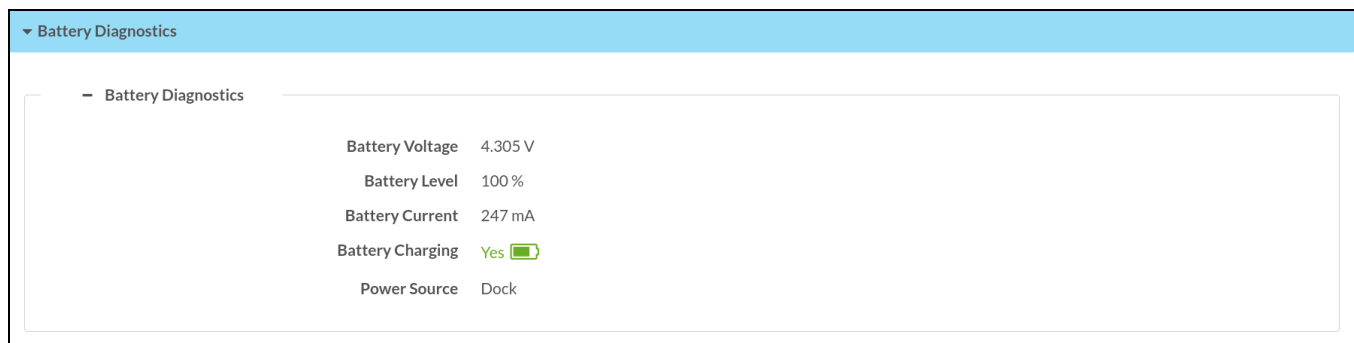 Battery Diagnostics
Battery Diagnostics
Battery Voltage 4.305 V
Battery Level 100 %
Battery Current 247 mA
Battery Charging Yes
Power Source Dock